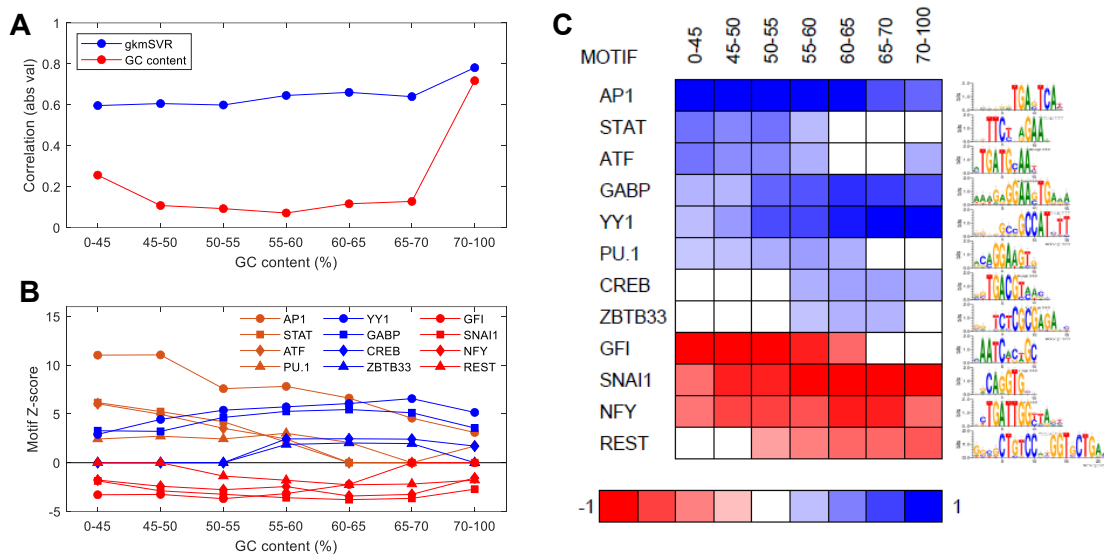 A
1
0.8
0.6
0.4
0.2
0
Correlation (abs val)
gkmSVR
GC content
0-45
45-50
50-55
55-60
60-65
65-70
70-100
GC content (%)
B
15
10
5
0
-5
Motif Z-score
AP1
STAT
ATF
PU.1
YY1
GABP
CREB
ZBTB33
GFI
SNAI1
NFY
REST
0-45
45-50
50-55
55-60
60-65
65-70
70-100
GC content (%)
C
MOTIF
0-45
45-50
50-55
55-60
60-65
65-70
70-100
AP1
STAT
ATF
GABP
YY1
PU.1
CREB
ZBTB33
GFI
SNAI1
NFY
REST
-1
1